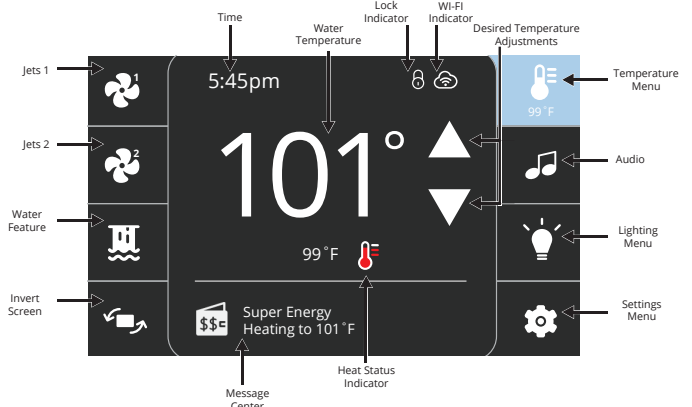 Lock
Indicator
WI-FI
Indicator
Time
Water
Temperature
Desired Temperature
Adjustments
Jets 1
Jets 2
Water
Feature
Invert
Screen
1
2
5:45pm
101°
99°F
$$
Super Energy
Heating to 101°F
99°F
Temperature
Menu
Audio
Lighting
Menu
Settings
Menu
Heat Status
Indicator
Message
Center